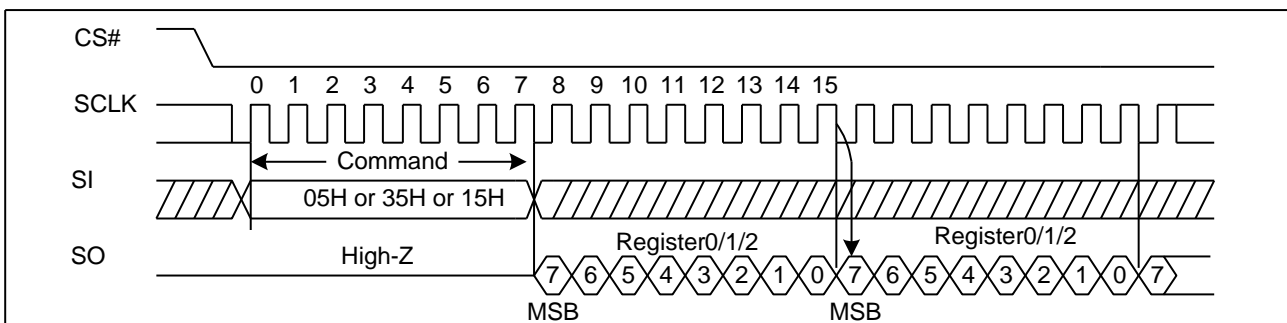 CS#
0 1 2 3 4 5 6 7 8 9 10 11 12 13 14 15
SCLK
Command
SI
05H or 35H or 15H
Register0/1/2 Register0/1/2
SO
High-Z
7 6 5 4 3 2 1 0 7 6 5 4 3 2 1 0 7
MSB MSB